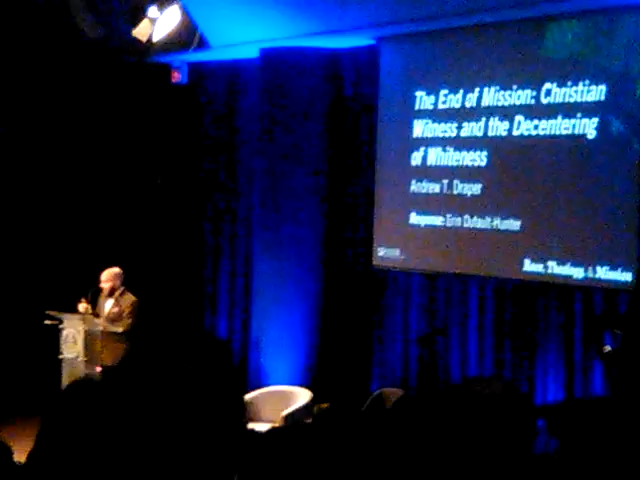 The End of Mission: Christian
Witness and the Decentering
of Whiteness
Andrew T. Draper
Response: Erin Dufault-Hunter
Race, Theology, & Mission